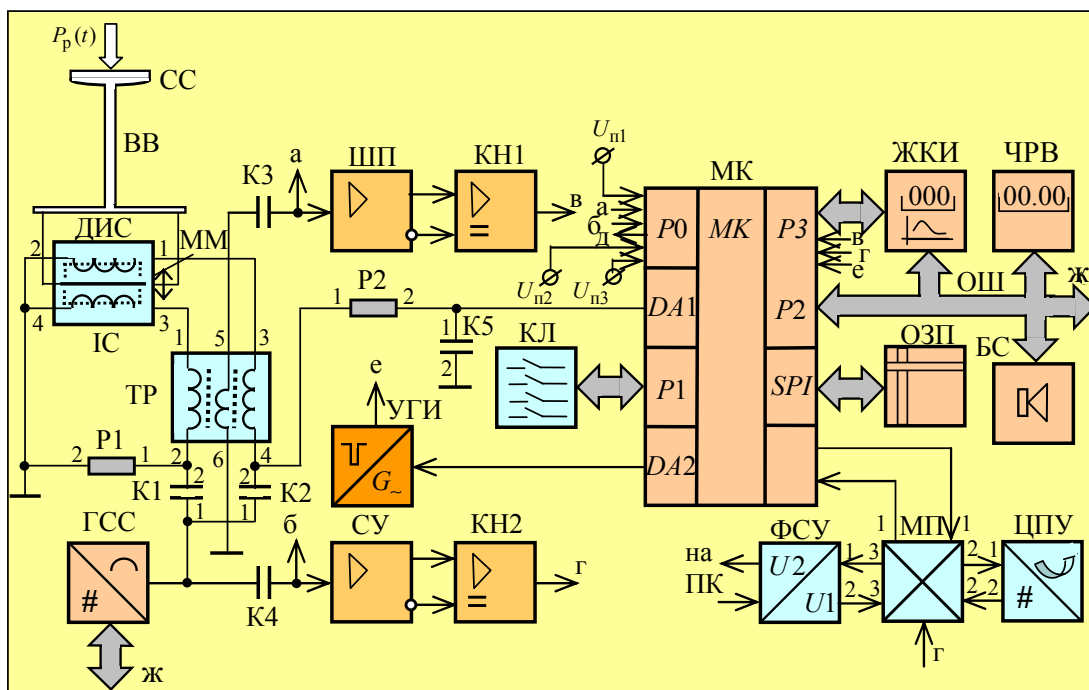 Pр(t)
СС
ВВ
ДИС
ММ
2
1
4
3
IC
1
5
3
ТР
2
6
4
Р1
2
1
К1
2
1
К2
2
1
ГСС
#
ж
К3
а
ШП
КН1
=
в
Р2
1
2
К5
1
2
е
УГИ
G~
КЛ
б
К4
СУ
КН2
=
г
Uп1
а
б
д
Uп2
Uп3
МК
P0
МК
P3
DA1
P2
P1
SPI
DA2
в
г
е
ЖКИ
000
ЧРВ
00.00
ОШ
ж
ОЗП
БС
на
ПК
ФСУ
U2
U1
1
3
2
3
МП
1
1
г
2
1
2
2
ЦПУ
#